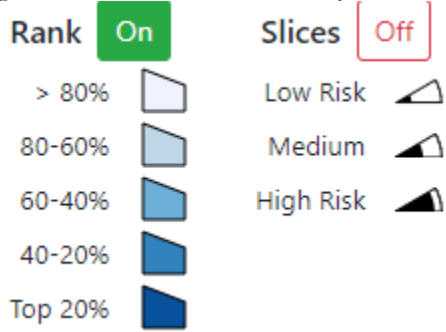 Rank On Slices Off
> 80% Low Risk
80-60% Medium
60-40% High Risk
40-20%
Top 20%